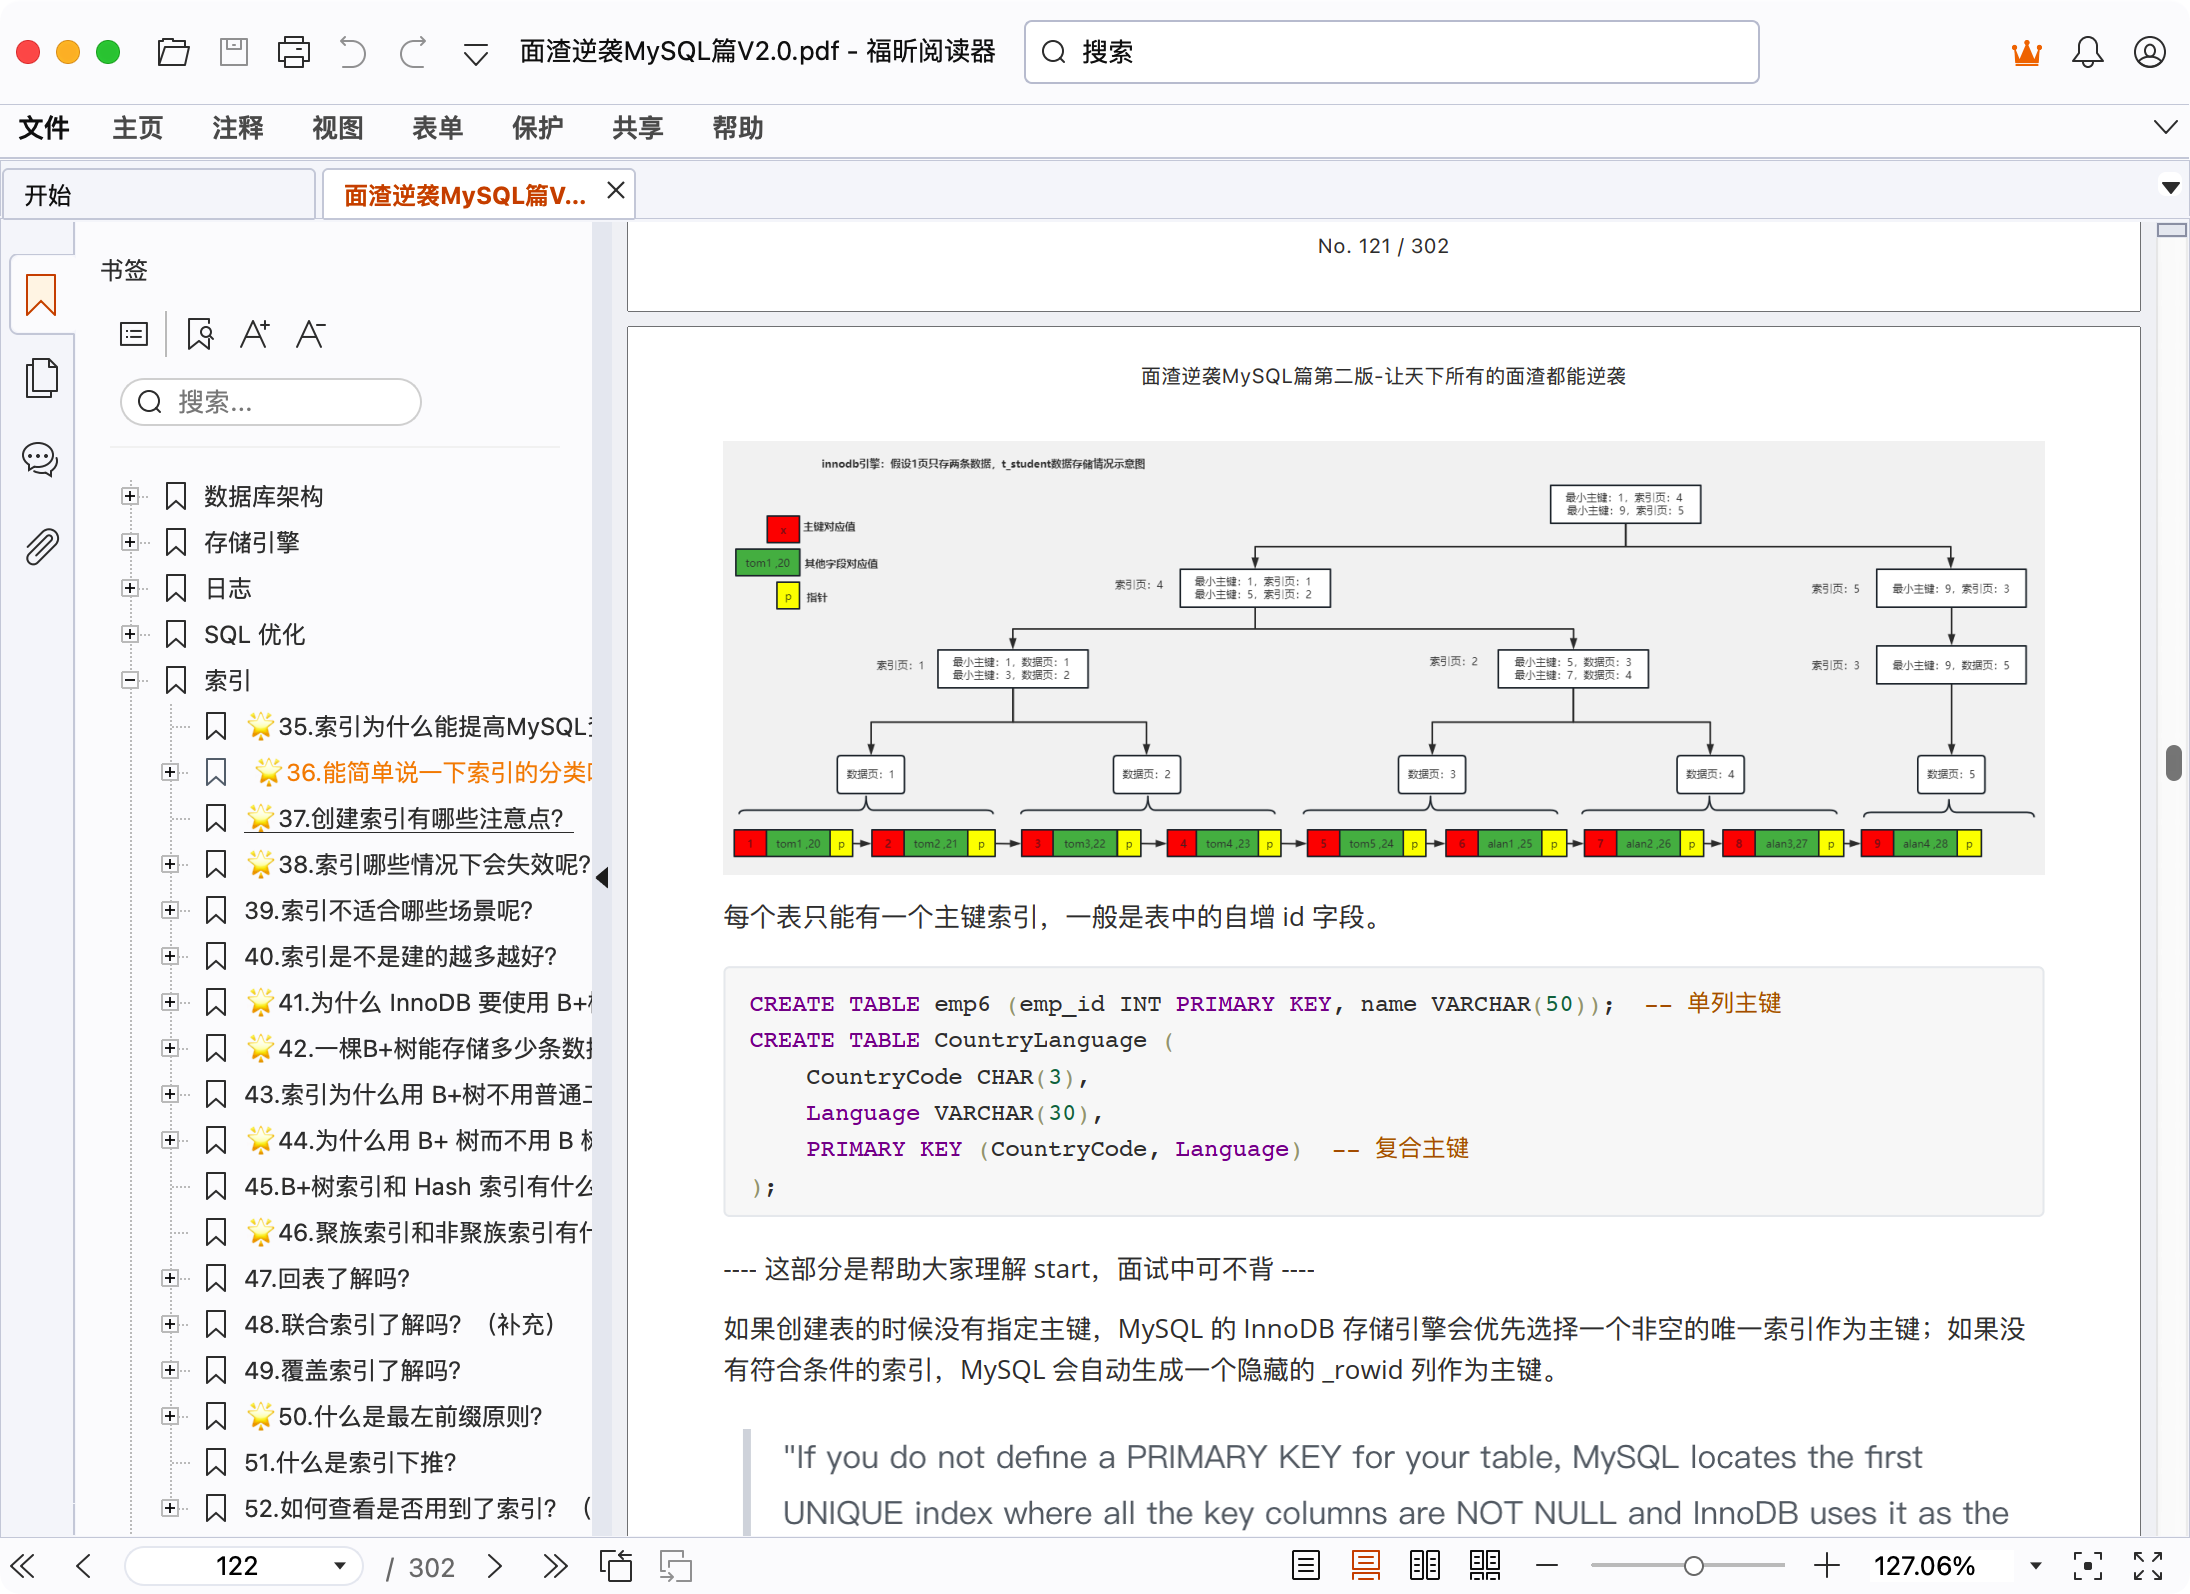 面渣逆袭MySQL篇V2.0.pdf - 福昕阅读器
搜索
文件 主页 注释 视图 表单 保护 共享 帮助
开始
面渣逆袭MySQL篇V...
书签
搜索...
数据库架构
存储引擎
日志
SQL 优化
索引
🌟35.索引为什么能提高MySQL
🌟36.能简单说一下索引的分类
🌟37.创建索引有哪些注意点?
🌟38.索引哪些情况下会失效呢?
39.索引不适合哪些场景呢?
40.索引是不是建的越多越好?
🌟41.为什么 InnoDB 要使用 B+
🌟42.一棵B+树能存储多少条数
43.索引为什么用 B+树不用普通
🌟44.为什么用 B+ 树而不用 B
45.B+树索引和 Hash 索引有什么
🌟46.聚族索引和非聚族索引有什
47.回表了解吗?
48.联合索引了解吗? (补充)
49.覆盖索引了解吗?
🌟50.什么是最左前缀原则?
51.什么是索引下推?
52.如何查看是否用到了索引? (
No. 121 / 302
面渣逆袭MySQL篇第二版-让天下所有的面渣都能逆袭
innodb引擎: 假设1页只存两条数据, t_student数据存储情况示意图
x 主键对应值
tom1 ,20 其他字段对应值
p 指针
最小主键: 1, 索引页: 4
最小主键: 9, 索引页: 5
索引页: 4
最小主键: 1, 索引页: 1
最小主键: 5, 索引页: 2
索引页: 5
最小主键: 9, 索引页: 3
索引页: 1
最小主键: 1, 数据页: 1
最小主键: 3, 数据页: 2
索引页: 2
最小主键: 5, 数据页: 3
最小主键: 7, 数据页: 4
索引页: 3
最小主键: 9, 数据页: 5
数据页: 1 数据页: 2 数据页: 3 数据页: 4 数据页: 5
1 tom1 ,20 p 2 tom2 ,21 p 3 tom3,22 p 4 tom4 ,23 p 5 tom5 ,24 p 6 alan1 ,25 p 7 alan2 ,26 p 8 alan3,27 p 9 alan4 ,28 p
每个表只能有一个主键索引，一般是表中的自增 id 字段。
CREATE TABLE emp6 (emp_id INT PRIMARY KEY, name VARCHAR(50)); -- 单列主键
CREATE TABLE CountryLanguage (
CountryCode CHAR(3),
Language VARCHAR(30),
PRIMARY KEY (CountryCode, Language) -- 复合主键
);
---- 这部分是帮助大家理解 start，面试中可不背 ----
如果创建表的时候没有指定主键，MySQL 的 InnoDB 存储引擎会优先选择一个非空的唯一索引作为主键；如果没
有符合条件的索引，MySQL 会自动生成一个隐藏的 _rowid 列作为主键。
"If you do not define a PRIMARY KEY for your table, MySQL locates the first
UNIQUE index where all the key columns are NOT NULL and InnoDB uses it as the
122 / 302
127.06%